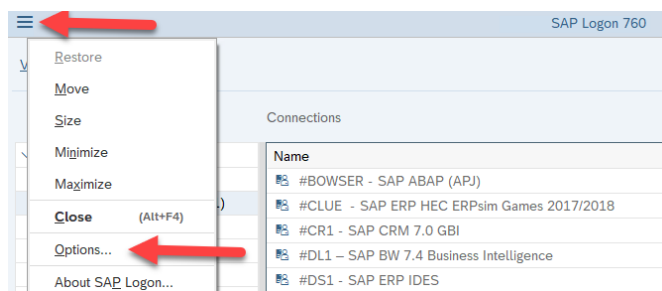 SAP Logon 760
V
Restore
Move
Size
Minimize
Maximize
Close (Alt+F4)
Options...
About SAP Logon...
)
Connections
Name
#BOWSER - SAP ABAP (APJ)
#CLUE - SAP ERP HEC ERPsim Games 2017/2018
#CR1 - SAP CRM 7.0 GBI
#DL1 – SAP BW 7.4 Business Intelligence
#DS1 - SAP ERP IDES